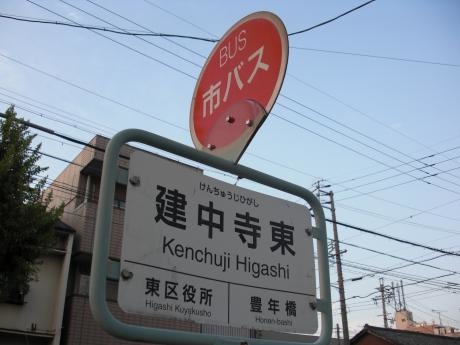 BUS
市バス
けんちゅうじひがし
建中寺東
Kenchuji Higashi
東区役所
Higashi Kuyakusho
豊年橋
Honen-bashi